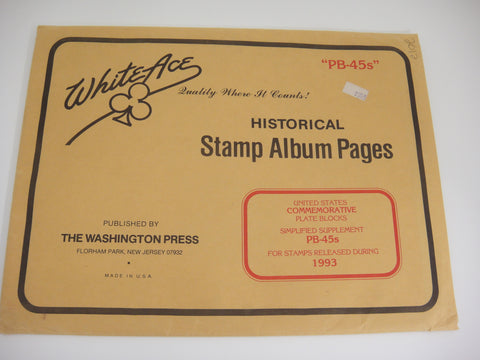 White-Ace
Quality Where It Counts!
"PB-45s"
HISTORICAL
Stamp Album Pages
UNITED STATES
COMMEMORATIVE
PLATE BLOCKS
SIMPLIFIED SUPPLEMENT
PB-45s
FOR STAMPS RELEASED DURING
1993
PUBLISHED BY
THE WASHINGTON PRESS
FLORHAM PARK, NEW JERSEY 07932
MADE IN U.S.A.